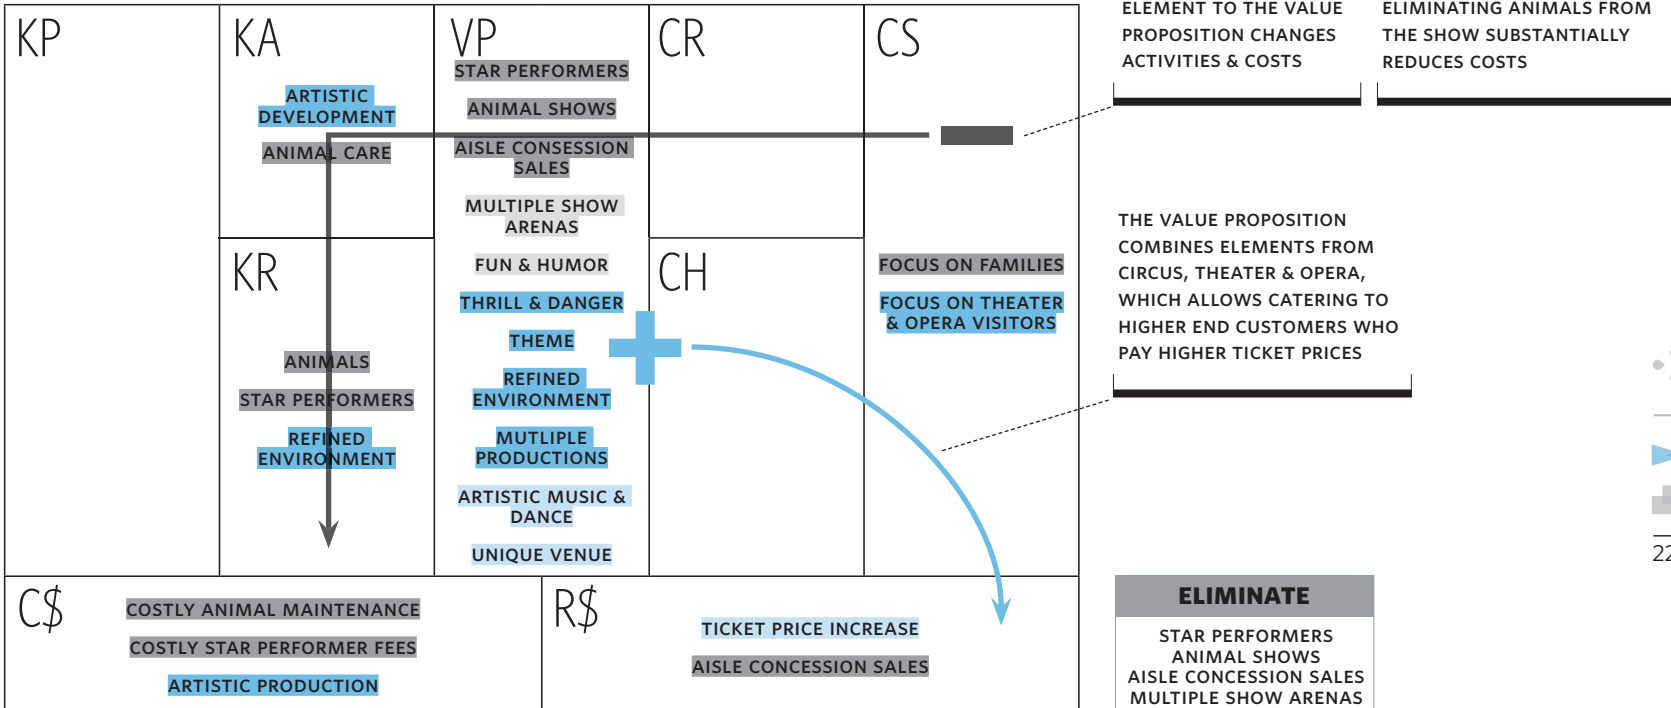 KP
KA
ARTISTIC
DEVELOPMENT
ANIMAL CARE
VP
STAR PERFORMERS
ANIMAL SHOWS
AISLE CONSESSION
SALES
MULTIPLE SHOW
ARENAS
FUN & HUMOR
THRILL & DANGER
THEME
REFINED
ENVIRONMENT
MUTLIPLE
PRODUCTIONS
ARTISTIC MUSIC &
DANCE
UNIQUE VENUE
CR
CS
FOCUS ON FAMILIES
FOCUS ON THEATER
& OPERA VISITORS
KR
ANIMALS
STAR PERFORMERS
REFINED
ENVIRONMENT
CH
C$
COSTLY ANIMAL MAINTENANCE
COSTLY STAR PERFORMER FEES
ARTISTIC PRODUCTION
R$
TICKET PRICE INCREASE
AISLE CONCESSION SALES
ELEMENT TO THE VALUE
PROPOSITION CHANGES
ACTIVITIES & COSTS
ELIMINATING ANIMALS FROM
THE SHOW SUBSTANTIALLY
REDUCES COSTS
THE VALUE PROPOSITION
COMBINES ELEMENTS FROM
CIRCUS, THEATER & OPERA,
WHICH ALLOWS CATERING TO
HIGHER END CUSTOMERS WHO
PAY HIGHER TICKET PRICES
ELIMINATE
STAR PERFORMERS
ANIMAL SHOWS
AISLE CONCESSION SALES
MULTIPLE SHOW ARENAS